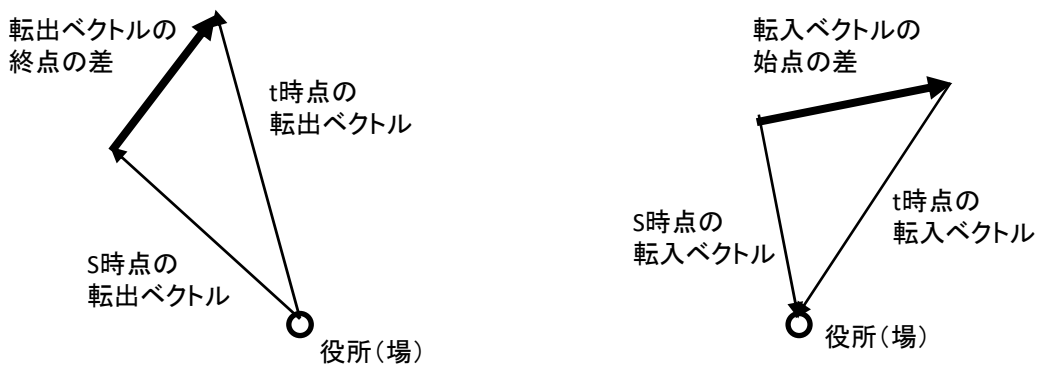 転出ベクトルの
終点の差
t時点の
転出ベクトル
S時点の
転出ベクトル
役所(場)
転入ベクトルの
始点の差
S時点の
転入ベクトル
t時点の
転入ベクトル
役所(場)